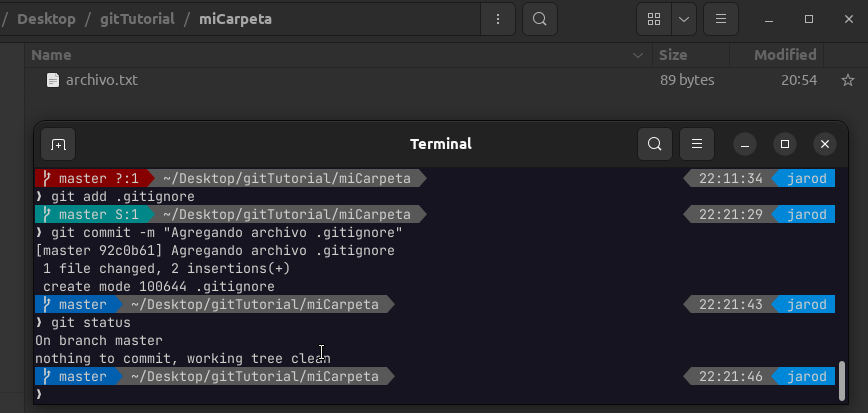 / Desktop / gitTutorial / miCarpeta
Name Size Modified
archivo.txt 89 bytes 20:54
Terminal
master ?:1 ~/Desktop/gitTutorial/miCarpeta 22:11:34 jarod
❯ git add .gitignore
master S:1 ~/Desktop/gitTutorial/miCarpeta 22:21:29 jarod
❯ git commit -m "Agregando archivo .gitignore"
[master 92c0b61] Agregando archivo .gitignore
1 file changed, 2 insertions(+)
create mode 100644 .gitignore
master ~/Desktop/gitTutorial/miCarpeta 22:21:43 jarod
❯ git status
On branch master
nothing to commit, working tree clean
master ~/Desktop/gitTutorial/miCarpeta 22:21:46 jarod
❯